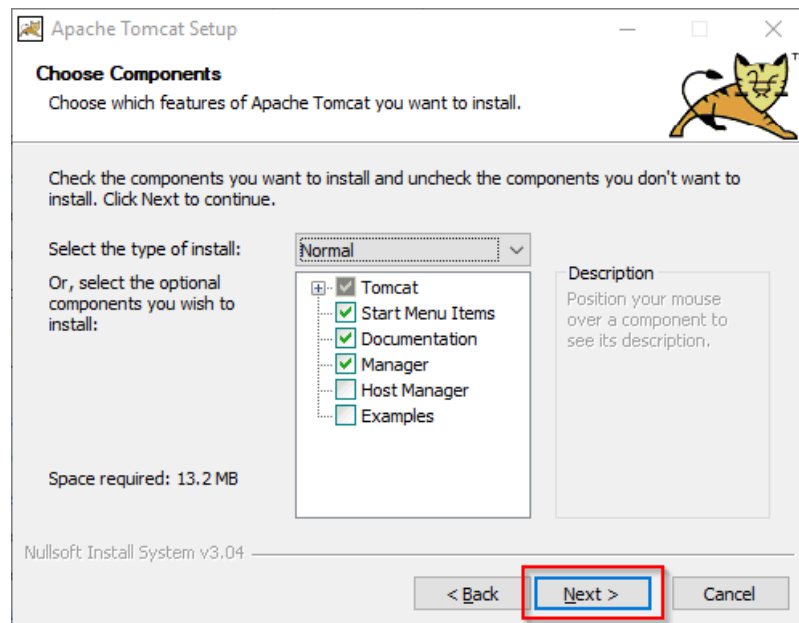 Apache Tomcat Setup
Choose Components
Choose which features of Apache Tomcat you want to install.
Check the components you want to install and uncheck the components you don't want to
install. Click Next to continue.
Select the type of install:
Normal
Or, select the optional
components you wish to
install:
Tomcat
Start Menu Items
Documentation
Manager
Host Manager
Examples
Description
Position your mouse
over a component to
see its description.
Space required: 13.2 MB
Nullsoft Install System v3.04
< Back
Next >
Cancel